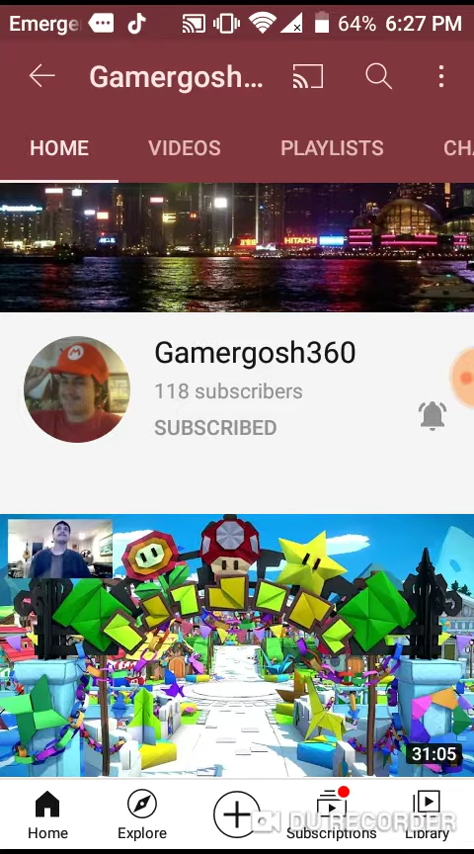 Emerge 64% 6:27 PM
Gamergosh...
HOME VIDEOS PLAYLISTS CH
HITACHI
M
Gamergosh360
118 subscribers
SUBSCRIBED
31:05
Home Explore Subscriptions Library
DU RECORDER